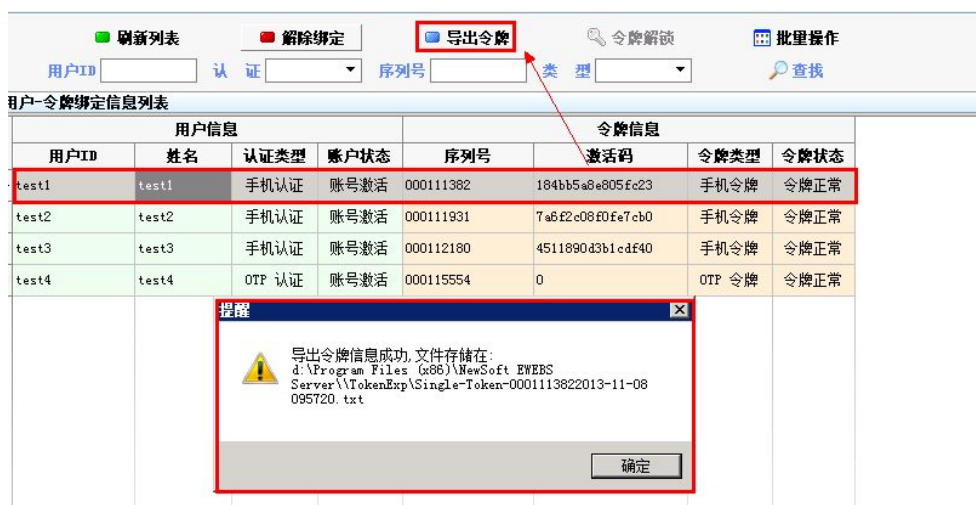 刷新列表 解除绑定 导出令牌 令牌解锁 批量操作
用户ID 认 证 序列号 类 型 查找
用户-令牌绑定信息列表
用户信息 令牌信息
用户ID 姓名 认证类型 账户状态 序列号 激活码 令牌类型 令牌状态
test1 test1 手机认证 账号激活 000111382 184bb5a8e805fc23 手机令牌 令牌正常
test2 test2 手机认证 账号激活 000111931 7a6f2c08f0fe7cb0 手机令牌 令牌正常
test3 test3 手机认证 账号激活 000112180 4511890d3b1cdf40 手机令牌 令牌正常
test4 test4 OTP 认证 账号激活 000115554 0 OTP 令牌 令牌正常
提醒
导出令牌信息成功,文件存储在:
d:\Program Files (x86)\NewSoft EWEBS
Server\\TokenExp\Single-Token-0001113822013-11-08
095720.txt
确定